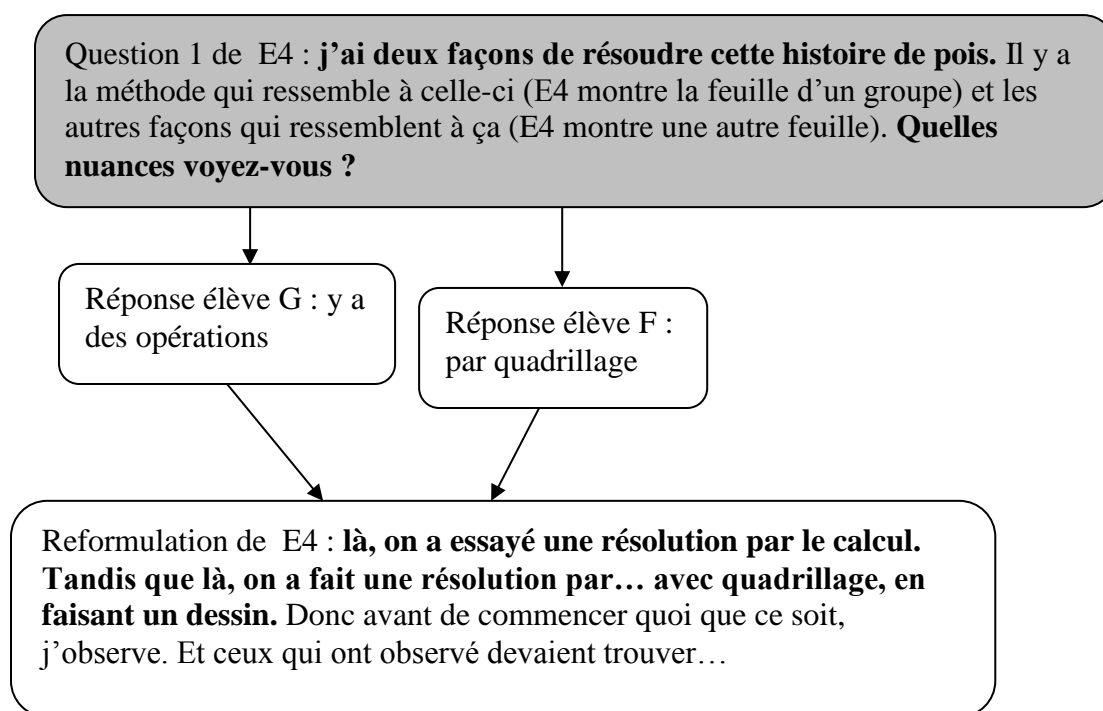 Question 1 de E4 : j’ai deux façons de résoudre cette histoire de pois. Il y a
la méthode qui ressemble à celle-ci (E4 montre la feuille d’un groupe) et les
autres façons qui ressemblent à ça (E4 montre une autre feuille). Quelles
nuances voyez-vous ?
Réponse élève G : y a
des opérations
Réponse élève F :
par quadrillage
Reformulation de E4 : là, on a essayé une résolution par le calcul.
Tandis que là, on a fait une résolution par… avec quadrillage, en
faisant un dessin. Donc avant de commencer quoi que ce soit,
j’observe. Et ceux qui ont observé devaient trouver…